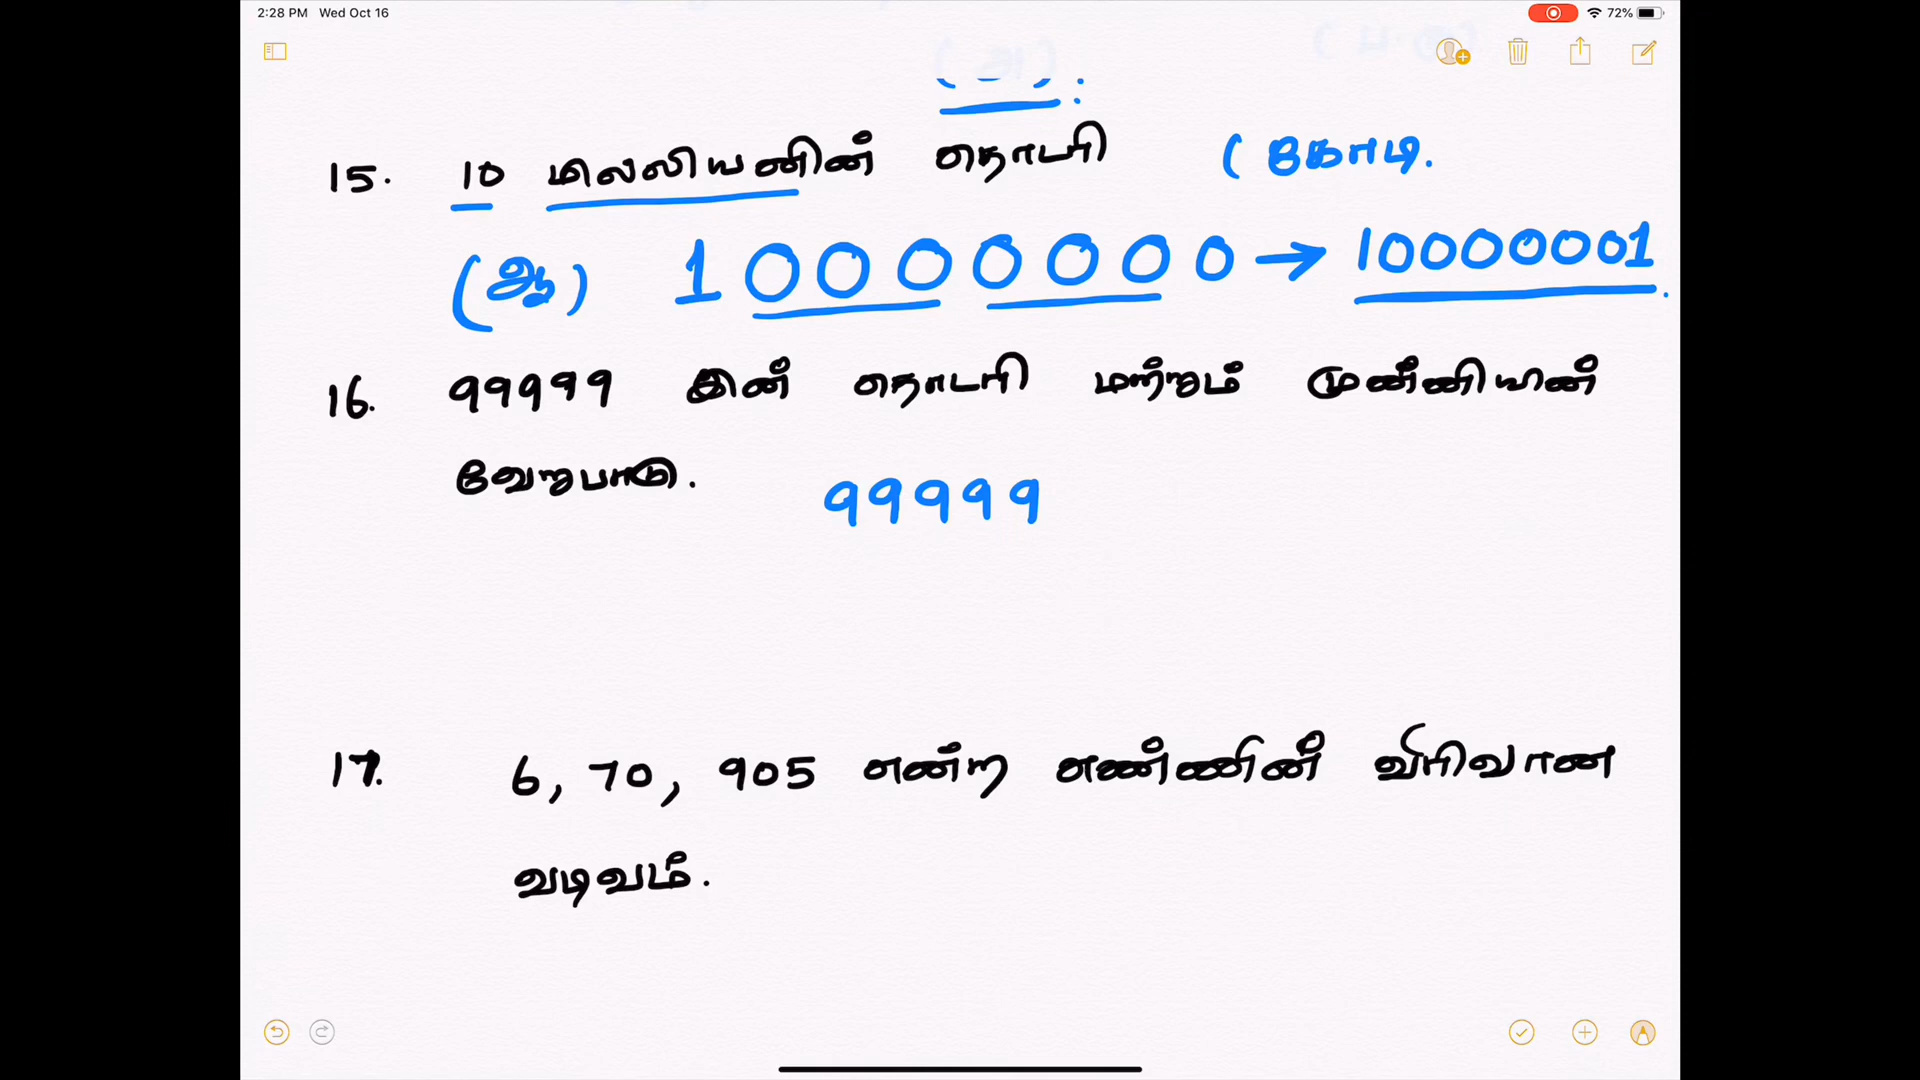 2:28 PM Wed Oct 16 72%
15. 10 மில்லியனின் தொடரி (கோடி.
(ஆ) 10000000 → 10000001.
16. 99999 இன் தொடரி மற்றும் முன்னியின்
வேறுபாடு. 99999
17. 6, 70, 905 என்ற எண்ணின் விரிவான
வடிவம்.